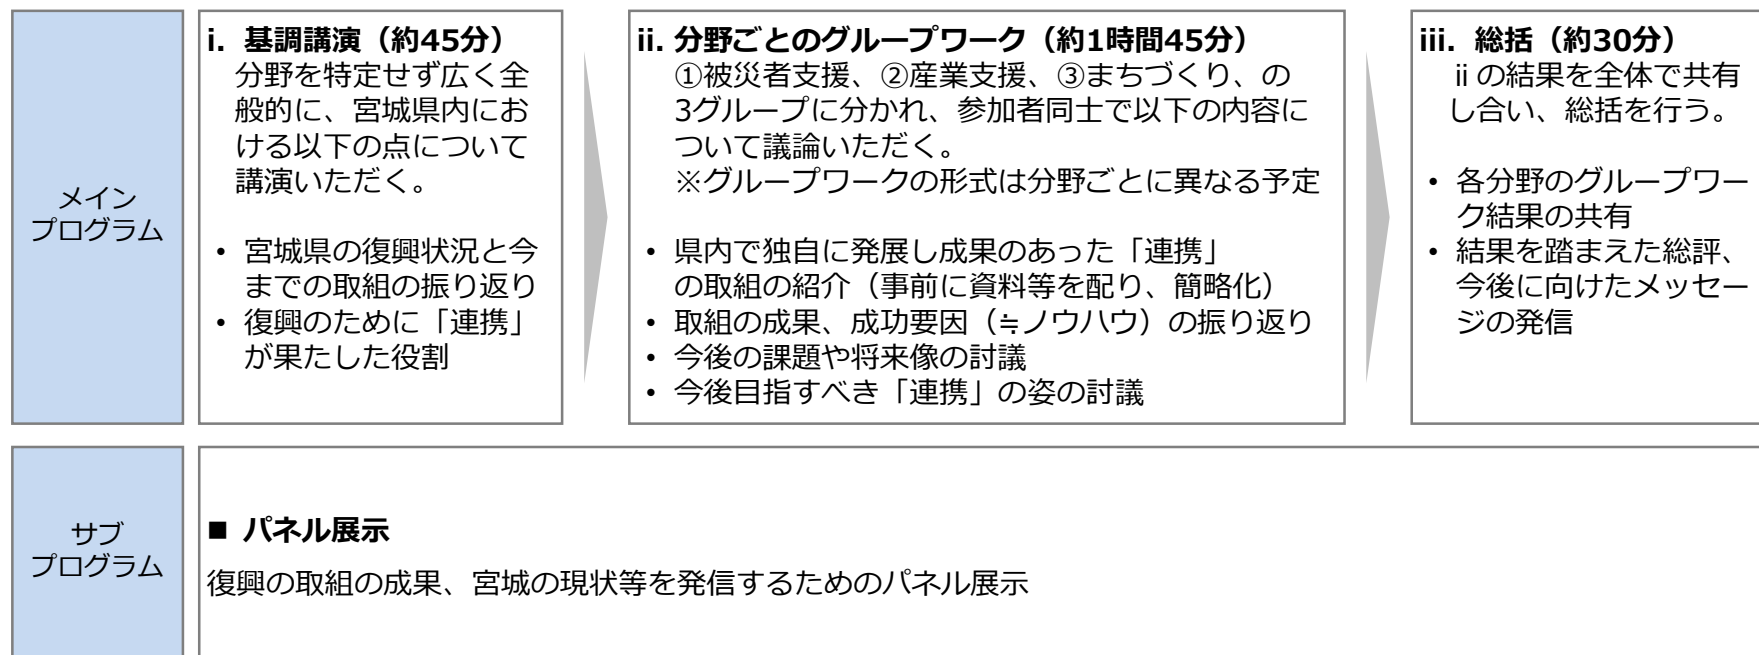 メイン
プログラム
i. 基調講演（約45分）
分野を特定せず広く全
般的に、宮城県内にお
ける以下の点について
講演いただく。
• 宮城県の復興状況と今
までの取組の振り返り
• 復興のために「連携」
が果たした役割
ii. 分野ごとのグループワーク（約1時間45分）
①被災者支援、②産業支援、③まちづくり、の
3グループに分かれ、参加者同士で以下の内容に
ついて議論いただく。
※グループワークの形式は分野ごとに異なる予定
• 県内で独自に発展し成果のあった「連携」
の取組の紹介（事前に資料等を配り、簡略化）
• 取組の成果、成功要因（≒ノウハウ）の振り返り
• 今後の課題や将来像の討議
• 今後目指すべき「連携」の姿の討議
iii. 総括（約30分）
ii の結果を全体で共有
し合い、総括を行う。
• 各分野のグループワー
ク結果の共有
• 結果を踏まえた総評、
今後に向けたメッセー
ジの発信
サブ
プログラム
■ パネル展示
復興の取組の成果、宮城の現状等を発信するためのパネル展示